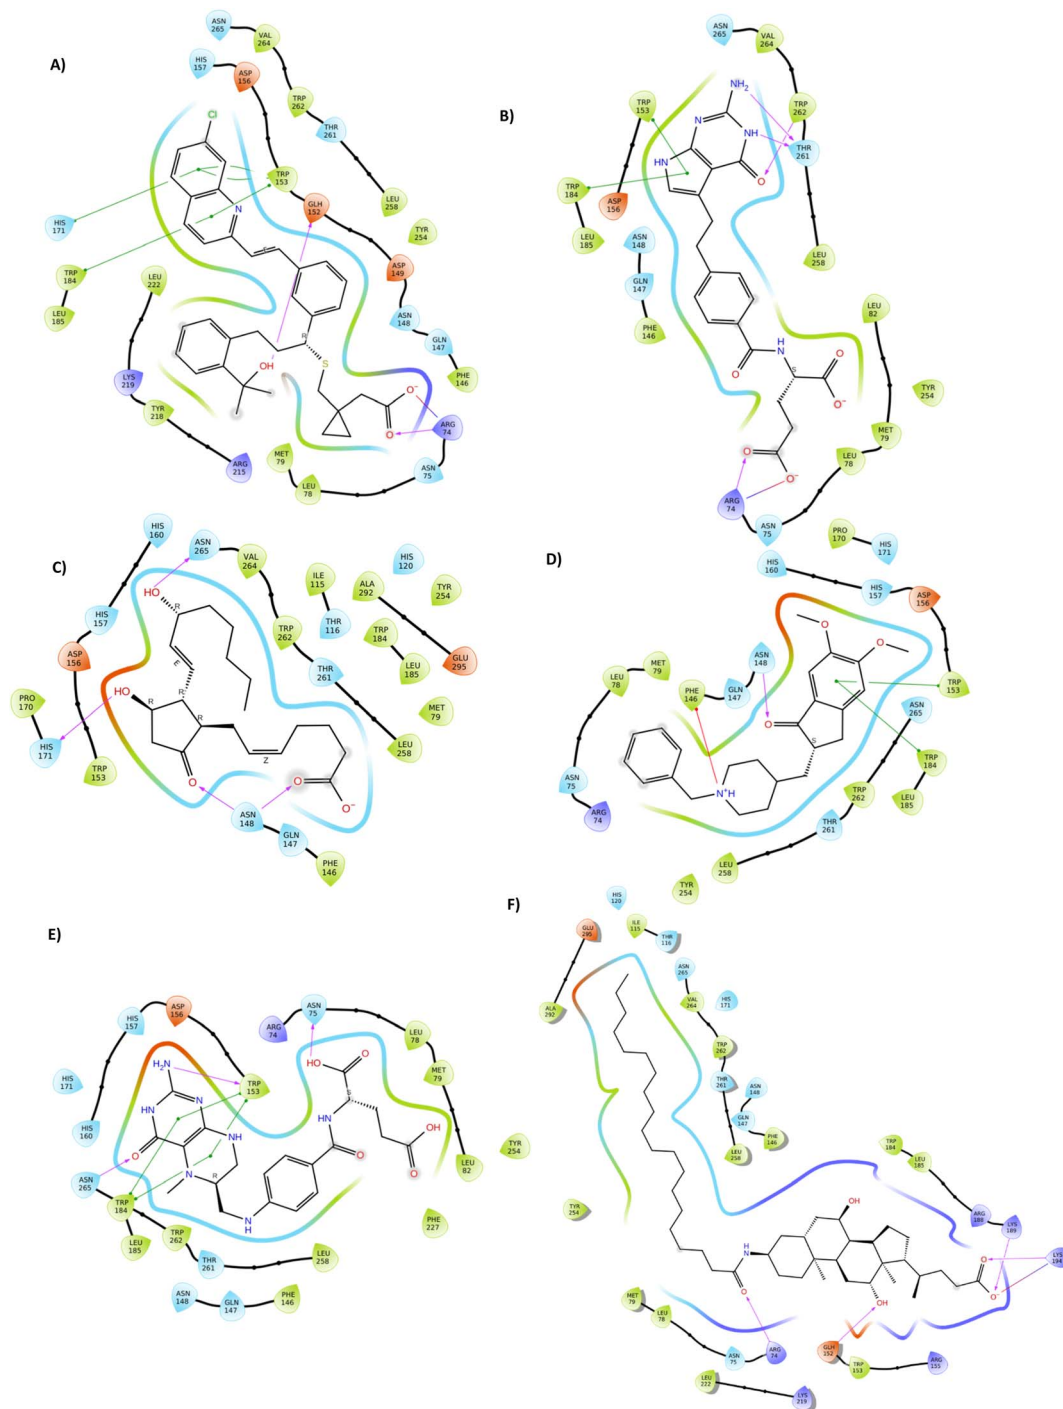 A)
ASN
265
VAL
264
HIS
157
ASP
156
TRP
262
THR
261
Cl
TRP
153
GLH
152
LEU
258
TYR
254
HIS
171
N
TRP
184
LEU
185
LEU
222
E
ASP
149
ASN
148
GLN
147
PHE
146
R
OH
S
LYS
219
TYR
218
ARG
215
O⁻
O
ARG
74
ASN
75
MET
79
LEU
78
B)
ASN
265
VAL
264
NH₂
TRP
153
TRP
262
N
NH
THR
261
HN
O
TRP
184
ASP
156
LEU
185
ASN
148
GLN
147
PHE
146
LEU
258
LEU
82
H
N
O
O
S
O⁻
TYR
254
MET
79
LEU
78
O
O⁻
ARG
74
ASN
75
C)
HIS
160
ASN
265
VAL
264
HIS
120
ILE
115
ALA
292
TYR
254
HO
R
HIS
157
THR
116
TRP
262
TRP
184
LEU
185
GLU
295
ASP
156
E
THR
261
PRO
170
HO
R
R
R
MET
79
HIS
171
LEU
258
TRP
153
Z
O
O
O⁻
ASN
148
GLN
147
PHE
146
D)
PRO
170
HIS
171
HIS
160
HIS
157
ASP
156
O
O
ASN
148
MET
79
LEU
78
PHE
146
GLN
147
TRP
153
O
S
ASN
265
TRP
184
ASN
75
ARG
74
N⁺H
TRP
262
LEU
185
THR
261
LEU
258
TYR
254
E)
ASP
156
HIS
157
ASN
75
ARG
74
LEU
78
MET
79
H₂N
TRP
153
HO
O
HIS
171
HN
N
S
HIS
160
NH
NH
OH
O
O
O
LEU
82
TYR
254
ASN
265
N
R
TRP
184
N
H
PHE
227
LEU
185
TRP
262
THR
261
LEU
258
ASN
148
GLN
147
PHE
146
F)
HIS
120
GLU
295
ILE
115
THR
116
ASN
265
HIS
171
ALA
292
VAL
264
TRP
262
THR
261
ASN
148
GLN
147
PHE
146
LEU
258
TRP
184
LEU
185
TYR
254
ARG
188
LYS
189
OH
H
N
O
LYS
194
O
O⁻
OH
MET
79
LEU
78
ASN
75
ARG
74
GLH
152
TRP
153
ARG
155
LEU
222
LYS
219